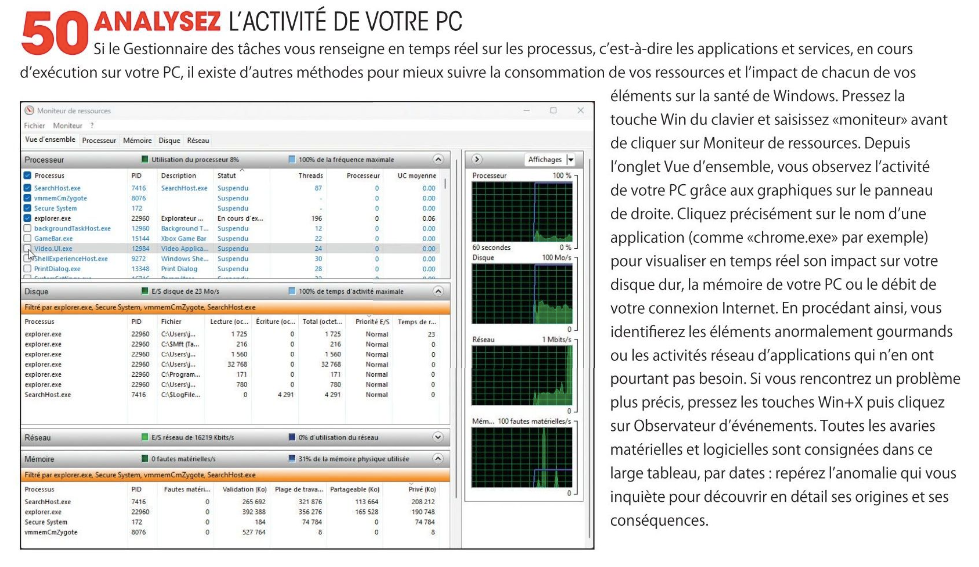 50 ANALYSEZ L'ACTIVITÉ DE VOTRE PC
Si le Gestionnaire des tâches vous renseigne en temps réel sur les processus, c'est-à-dire les applications et services, en cours
d'exécution sur votre PC, il existe d'autres méthodes pour mieux suivre la consommation de vos ressources et l'impact de chacun de vos
éléments sur la santé de Windows. Pressez la
touche Win du clavier et saisissez «moniteur» avant
de cliquer sur Moniteur de ressources. Depuis
l'onglet Vue d'ensemble, vous observez l'activité
de votre PC grâce aux graphiques sur le panneau
de droite. Cliquez précisément sur le nom d'une
application (comme «chrome.exe» par exemple)
pour visualiser en temps réel son impact sur votre
disque dur, la mémoire de votre PC ou le débit de
votre connexion Internet. En procédant ainsi, vous
identifierez les éléments anormalement gourmands
ou les activités réseau d'applications qui n'en ont
pourtant pas besoin. Si vous rencontrez un problème
plus précis, pressez les touches Win+X puis cliquez
sur Observateur d'événements. Toutes les avaries
matérielles et logicielles sont consignées dans ce
large tableau, par dates : repérez l'anomalie qui vous
inquiète pour découvrir en détail ses origines et ses
conséquences.
Moniteur de ressources
Fichier Moniteur ?
Vue d'ensemble Processeur Mémoire Disque Réseau
Processeur Utilisation du processeur 8% 100% de la fréquence maximale
Processus PID Description Statut Threads Processeur UC moyenne
SearchHost.exe 7416 SearchHost.exe Suspendu 87 0 0.00
vmmemCmZygote 8076 Suspendu - 0 0.00
Secure System 172 Suspendu - 0 0.00
explorer.exe 22960 Explorateur ... En cours d'ex... 196 0 0.06
backgroundTaskHost.exe 12960 Background T... Suspendu 12 0 0.00
GameBar.exe 15144 Xbox Game Bar Suspendu 22 0 0.00
Video.UI.exe 12984 Video Applica... Suspendu 24 0 0.00
ShellExperienceHost.exe 9272 Windows She... Suspendu 30 0 0.00
PrintDialog.exe 13348 Print Dialog Suspendu 28 0 0.00
Disque E/S disque de 23 Mo/s 100% de temps d'activité maximale
Filtré par explorer.exe, Secure System, vmmemCmZygote, SearchHost.exe
Processus PID Fichier Lecture (oc... Écriture (oc... Total (octet... Priorité E/S Temps de r...
explorer.exe 22960 C:\Users\j... 1 725 0 1 725 Normal 23
explorer.exe 22960 C:\$Mft (Ta... 216 0 216 Normal 0
explorer.exe 22960 C:\Users\j... 1 560 0 1 560 Normal 0
explorer.exe 22960 C:\Users\j... 32 768 0 32 768 Normal 0
explorer.exe 22960 C:\Program... 171 0 171 Normal 0
explorer.exe 22960 C:\Users\j... 780 0 780 Normal 0
SearchHost.exe 7416 C:\$LogFile... 0 4 291 4 291 Normal 0
Réseau E/S réseau de 16219 Kbits/s 0% d'utilisation du réseau
Mémoire 0 fautes matérielles/s 31% de la mémoire physique utilisée
Filtré par explorer.exe, Secure System, vmmemCmZygote, SearchHost.exe
Processus PID Fautes matéri... Validation (Ko) Plage de trava... Partageable (Ko) Privé (Ko)
SearchHost.exe 7416 0 265 692 321 876 113 664 208 212
explorer.exe 22960 0 392 388 356 276 165 528 190 748
Secure System 172 0 184 74 784 0 74 784
vmmemCmZygote 8076 0 527 764 8 0 8
Affichages
Processeur 100 %
60 secondes 0 %
Disque 100 Mo/s
0
Réseau 1 Mbits/s
0
Mém... 100 fautes matérielles/s
0